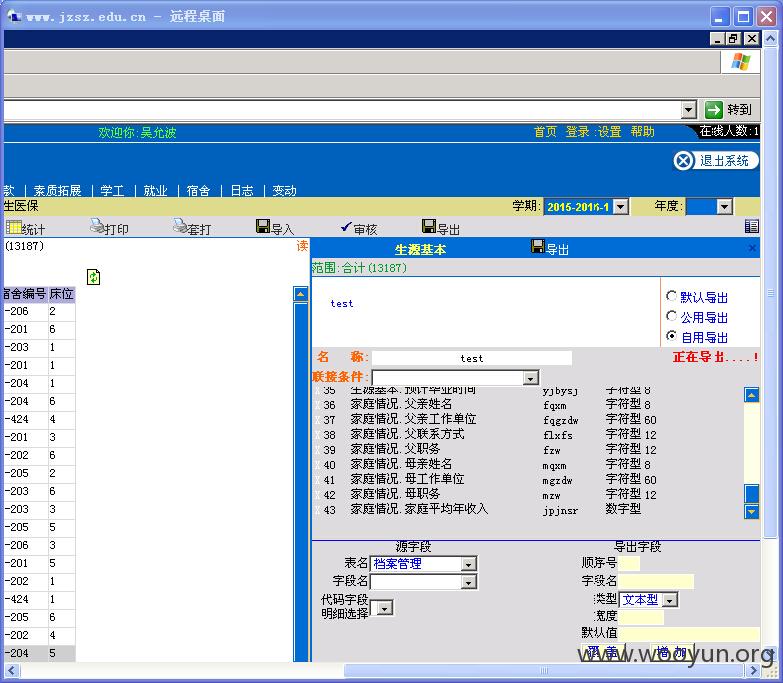 www.jzsz.edu.cn - 远程桌面
转到
欢迎你:吴允波 首页 登录:设置 帮助 在线人数:1
退出系统
款 | 素质拓展 | 学工 | 就业 | 宿舍 | 日志 | 变动
生医保 学期: 2015-2016-1 年度:
统计 打印 套打 导入 审核 导出
(13187) 读 生源基本 导出
范围:合计(13187)
test
默认导出
公用导出
自用导出
名 称: test 正在导出....!
联接条件:
宿舍编号 床位
-206 2
-201 6
-203 1
-201 1
-204 1
-204 6
-424 4
-201 3
-202 6
-205 2
-203 6
-203 3
-205 5
-206 3
-201 5
-202 1
-424 1
-205 6
-202 4
-204 5
X 35 生源基本.预计毕业时间 yjbysj 字符型 8
X 36 家庭情况.父亲姓名 fqxm 字符型 8
X 37 家庭情况.父亲工作单位 fqgzdw 字符型 60
X 38 家庭情况.父联系方式 flxfs 字符型 12
X 39 家庭情况.父职务 fzw 字符型 12
X 40 家庭情况.母亲姓名 mqxm 字符型 8
X 41 家庭情况.母工作单位 mgzdw 字符型 60
X 42 家庭情况.母职务 mzw 字符型 12
X 43 家庭情况.家庭平均年收入 jpjnsr 数字型
源字段 导出字段
表名 档案管理 顺序号
字段名 字段名
代码字段 类型 文本型
明细选择 宽度
默认值
覆 盖 增 加
www.wooyun.org